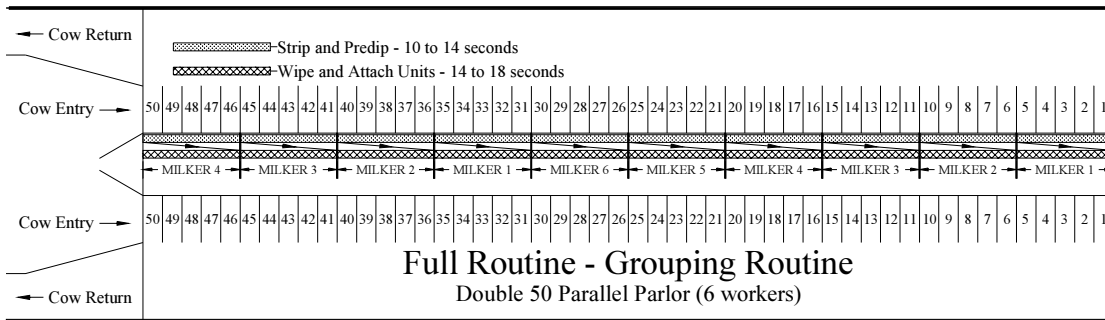 Cow Return
Strip and Predip - 10 to 14 seconds
Wipe and Attach Units - 14 to 18 seconds
Cow Entry 50 49 48 47 46 45 44 43 42 41 40 39 38 37 36 35 34 33 32 31 30 29 28 27 26 25 24 23 22 21 20 19 18 17 16 15 14 13 12 11 10 9 8 7 6 5 4 3 2 1
MILKER 4 MILKER 3 MILKER 2 MILKER 1 MILKER 6 MILKER 5 MILKER 4 MILKER 3 MILKER 2 MILKER 1
Cow Entry 50 49 48 47 46 45 44 43 42 41 40 39 38 37 36 35 34 33 32 31 30 29 28 27 26 25 24 23 22 21 20 19 18 17 16 15 14 13 12 11 10 9 8 7 6 5 4 3 2 1
Full Routine - Grouping Routine
Cow Return
Double 50 Parallel Parlor (6 workers)